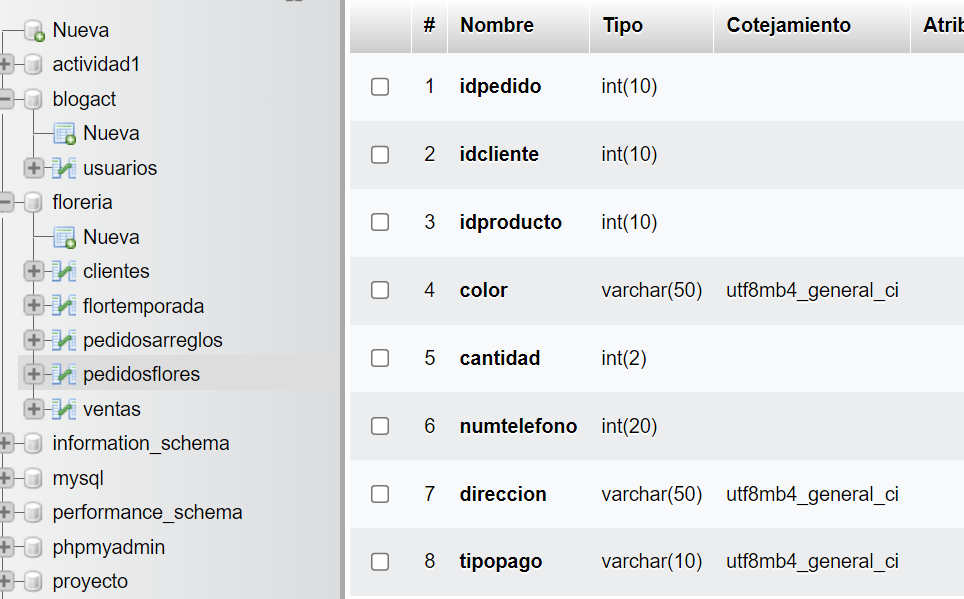 Nueva
actividad1
blogact
Nueva
usuarios
floreria
Nueva
clientes
flortemporada
pedidosarreglos
pedidosflores
ventas
information_schema
mysql
performance_schema
phpmyadmin
proyecto
# Nombre Tipo Cotejamiento Atrib
1 idpedido int(10)
2 idcliente int(10)
3 idproducto int(10)
4 color varchar(50) utf8mb4_general_ci
5 cantidad int(2)
6 numtelefono int(20)
7 direccion varchar(50) utf8mb4_general_ci
8 tipopago varchar(10) utf8mb4_general_ci